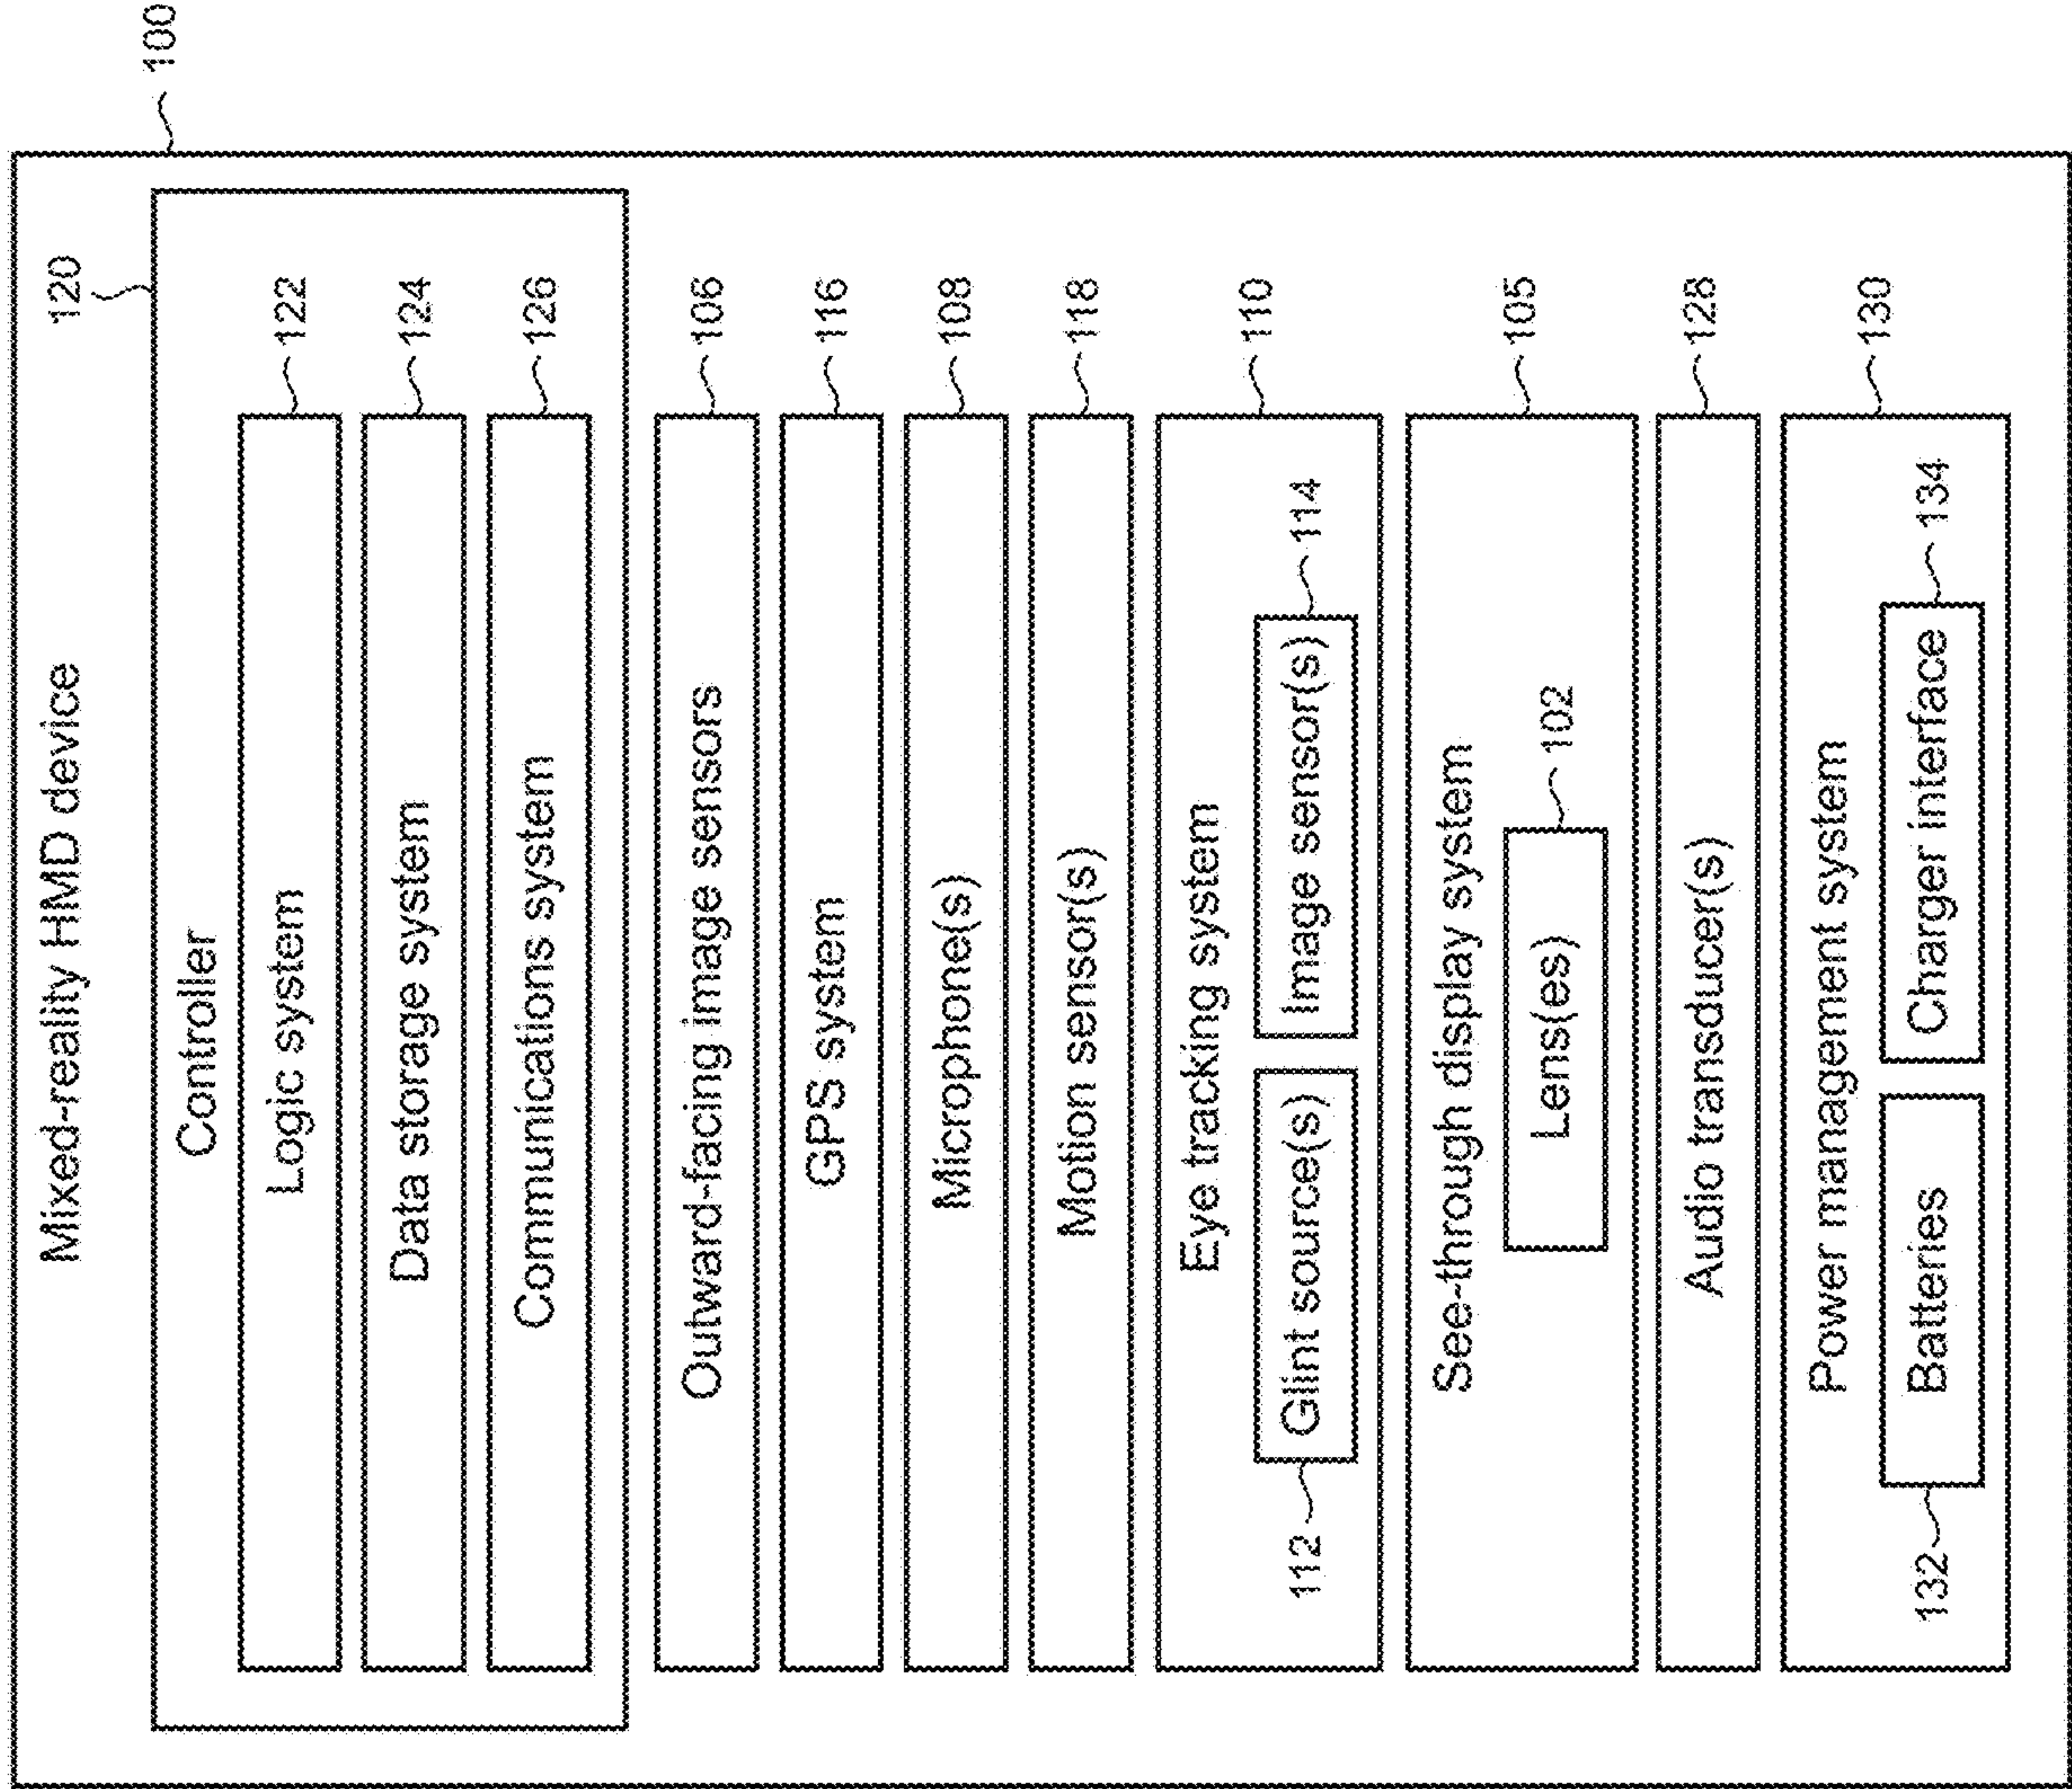 Mixed-reality HMD device
100
120
Controller
Logic system
122
Data storage system
124
Communications system
126
Outward-facing image sensors
106
GPS system
116
Microphone(s)
108
Motion sensor(s)
118
Eye tracking system
110
112
Glint source(s)
Image sensor(s)
114
See-through display system
105
Lens(es)
102
Audio transducer(s)
128
Power management system
130
132
Batteries
Charger interface
134